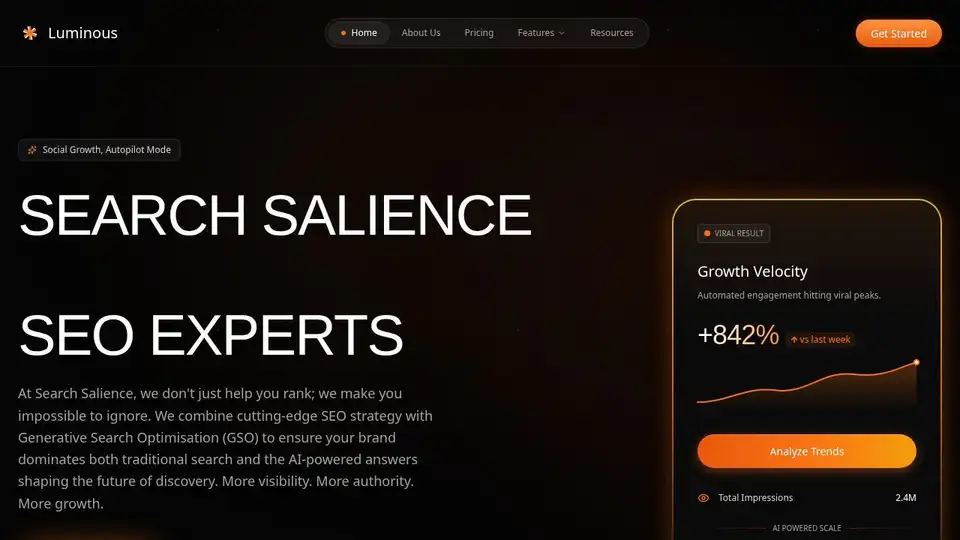 Luminous
Home
About Us
Pricing
Features
Resources
Get Started
Social Growth, Autopilot Mode
SEARCH SALIENCE
SEO EXPERTS
At Search Salience, we don't just help you rank; we make you
impossible to ignore. We combine cutting-edge SEO strategy with
Generative Search Optimisation (GSO) to ensure your brand
dominates both traditional search and the AI-powered answers
shaping the future of discovery. More visibility. More authority.
More growth.
VIRAL RESULT
Growth Velocity
Automated engagement hitting viral peaks.
+842%
vs last week
Analyze Trends
Total Impressions
2.4M
AI POWERED SCALE